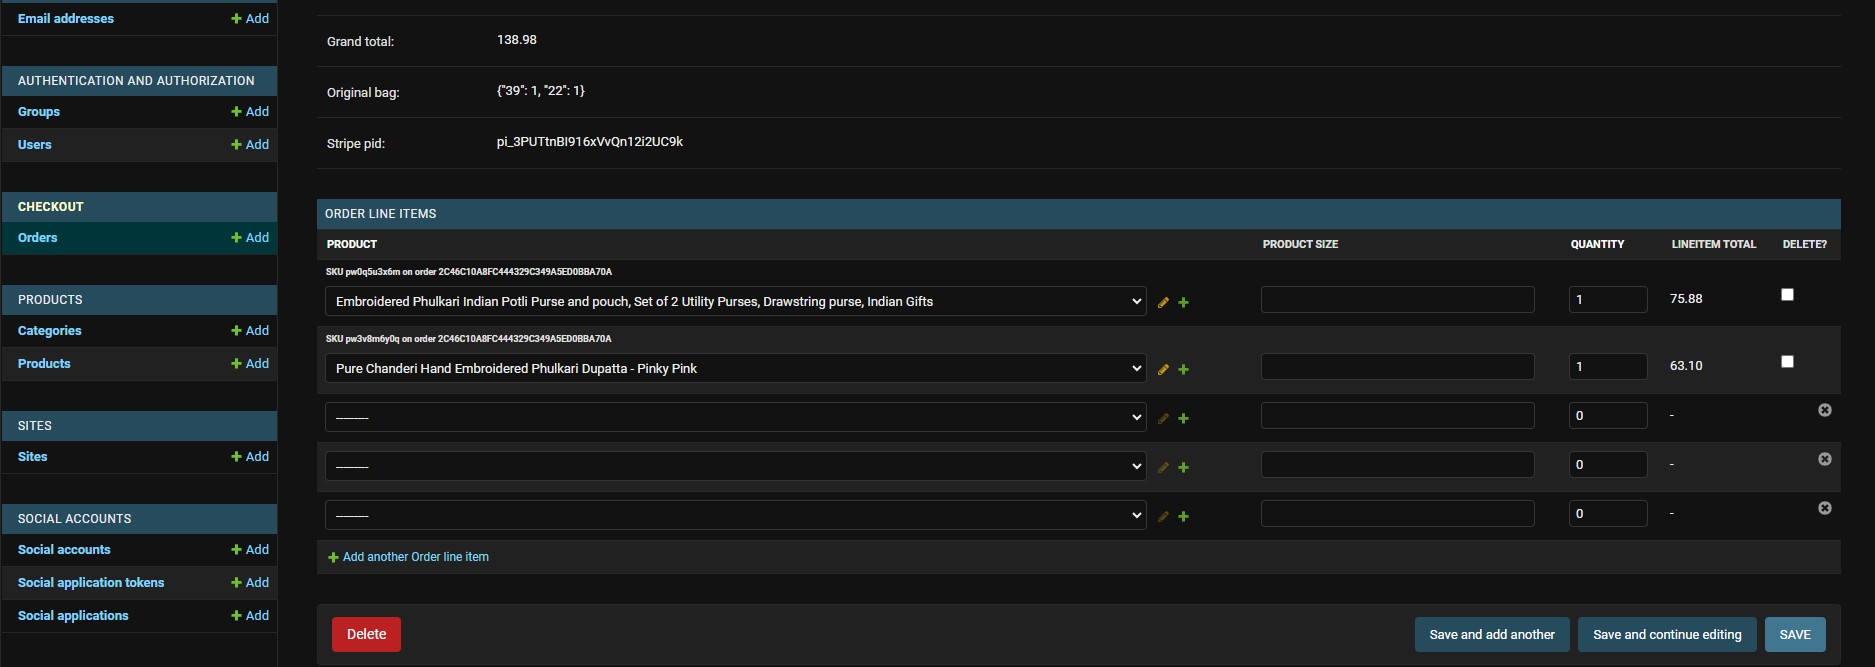 Email addresses + Add
AUTHENTICATION AND AUTHORIZATION
Groups + Add
Users + Add
CHECKOUT
Orders + Add
PRODUCTS
Categories + Add
Products + Add
SITES
Sites + Add
SOCIAL ACCOUNTS
Social accounts + Add
Social application tokens + Add
Social applications + Add
Grand total: 138.98
Original bag: {"39": 1, "22": 1}
Stripe pid: pi_3PUTtnBI916xVvQn12i2UC9k
ORDER LINE ITEMS
PRODUCT PRODUCT SIZE QUANTITY LINEITEM TOTAL DELETE?
SKU pw0q5u3x6m on order 2C46C10A8FC444329C349A5ED0BBA70A
Embroidered Phulkari Indian Potli Purse and pouch, Set of 2 Utility Purses, Drawstring purse, Indian Gifts 1 75.88
SKU pw3v8m6y0q on order 2C46C10A8FC444329C349A5ED0BBA70A
Pure Chanderi Hand Embroidered Phulkari Dupatta - Pinky Pink 1 63.10
--------- 0 -
--------- 0 -
--------- 0 -
+ Add another Order line item
Delete Save and add another Save and continue editing SAVE